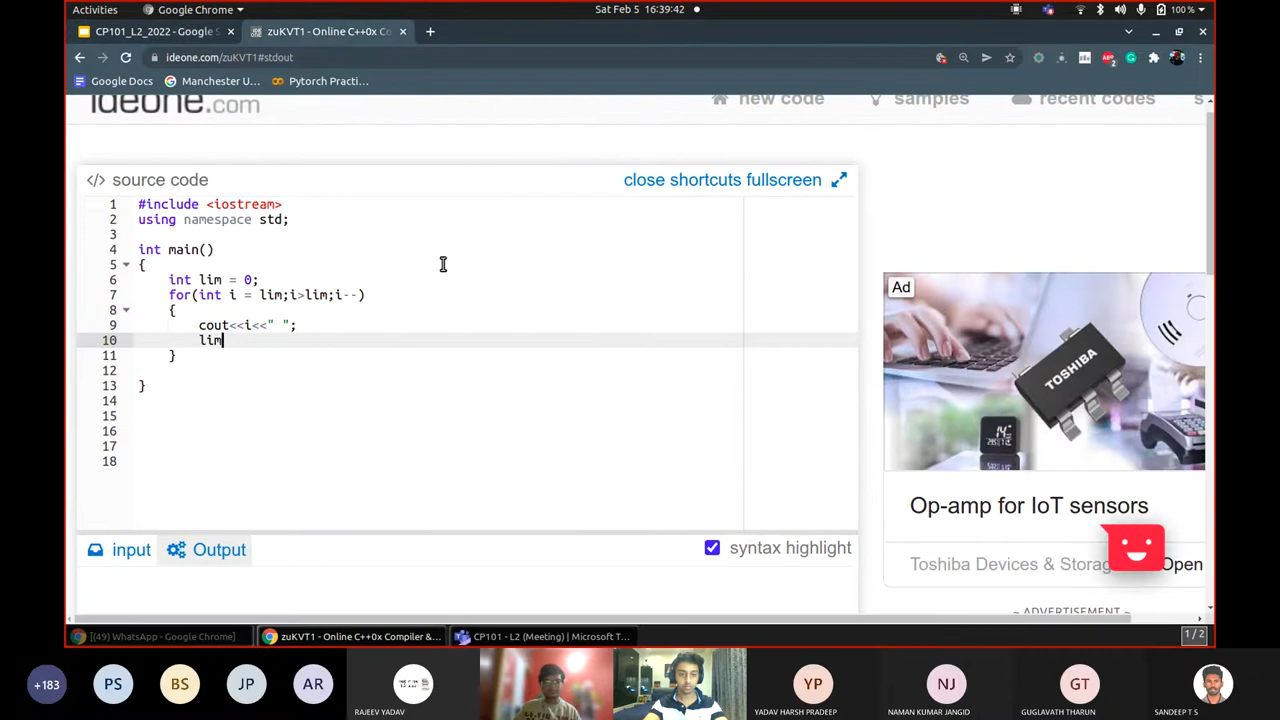 Activities
Google Chrome
Sat Feb 5 16:39:42
100 %
CP101_L2_2022 - Google S
zuKVT1 - Online C++0x Co
ideone.com/zuKVT1#stdout
Google Docs
Manchester U...
Pytorch Practi...
ideone.com
new code
samples
recent codes
s
</> source code
close shortcuts fullscreen
1 #include <iostream>
2 using namespace std;
3
4 int main()
5 {
6 int lim = 0;
7 for(int i = lim;i>lim;i--)
8 {
9 cout<<i<<" ";
10 lim
11 }
12
13 }
14
15
16
17
18
input
Output
syntax highlight
Ad
TOSHIBA
Op-amp for IoT sensors
Toshiba Devices & Storag
Open
~ ADVERTISEMENT ~
[(49) WhatsApp - Google Chrome]
zuKVT1 - Online C++0x Compiler &...
CP101 - L2 (Meeting) | Microsoft T...
1 / 2
+183
PS
BS
JP
AR
RAJEEV YADAV
YP
YADAV HARSH PRADEEP
NJ
NAMAN KUMAR JANGID
GT
GUGLAVATH THARUN
SANDEEP T S